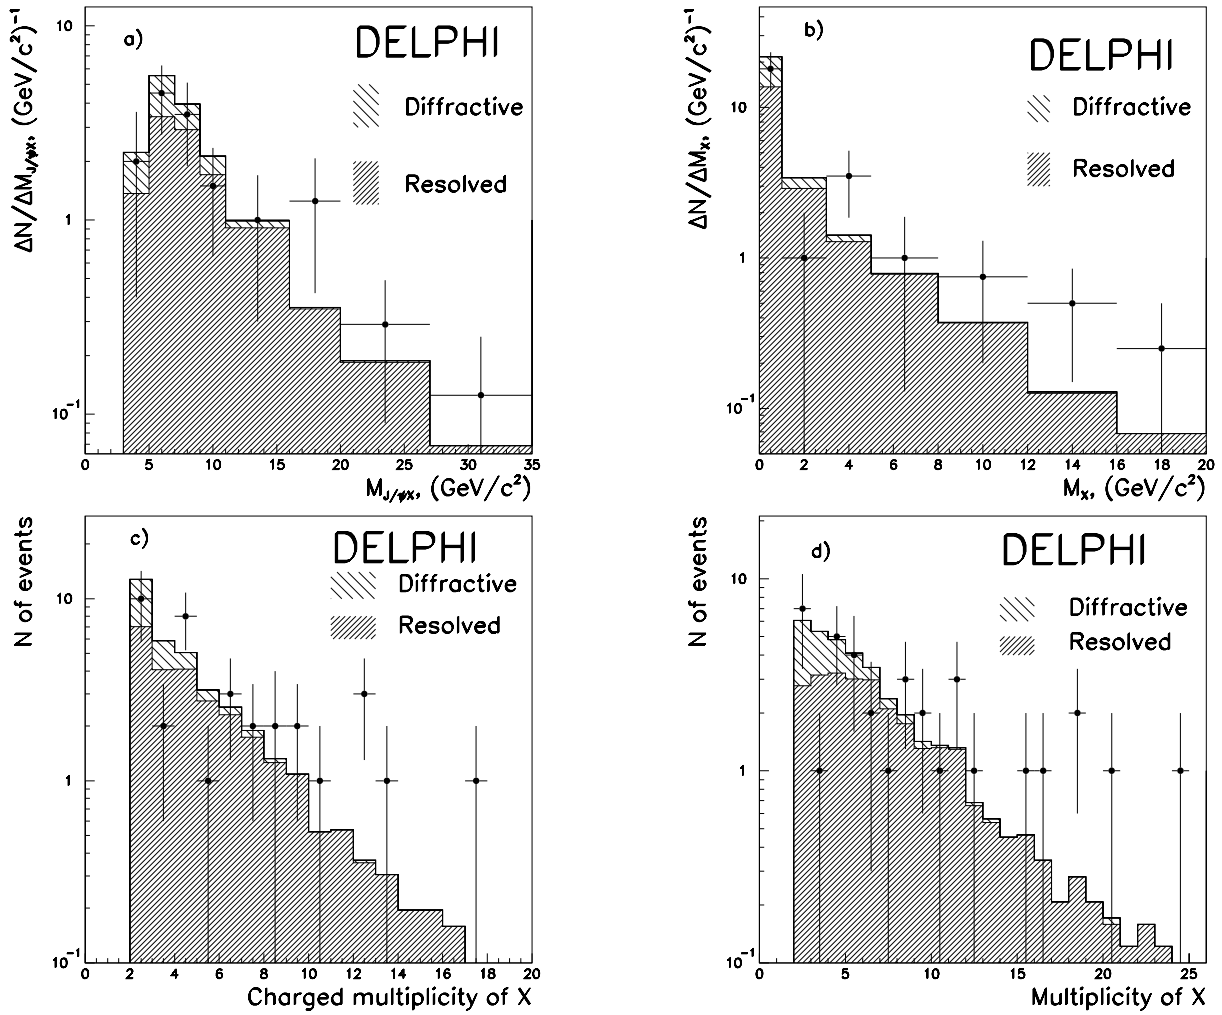 ΔN/ΔM_J/ψX, (GeV/c²)⁻¹
a)
DELPHI
Diffractive
Resolved
10
1
10⁻¹
0 5 10 15 20 25 30 35
M_J/ψX, (GeV/c²)
ΔN/ΔM_X, (GeV/c²)⁻¹
b)
DELPHI
Diffractive
Resolved
10
1
10⁻¹
0 2 4 6 8 10 12 14 16 18 20
M_X, (GeV/c²)
N of events
c)
DELPHI
Diffractive
Resolved
10
1
10⁻¹
0 2 4 6 8 10 12 14 16 18 20
Charged multiplicity of X
N of events
d)
DELPHI
Diffractive
Resolved
10
1
10⁻¹
0 5 10 15 20 25
Multiplicity of X